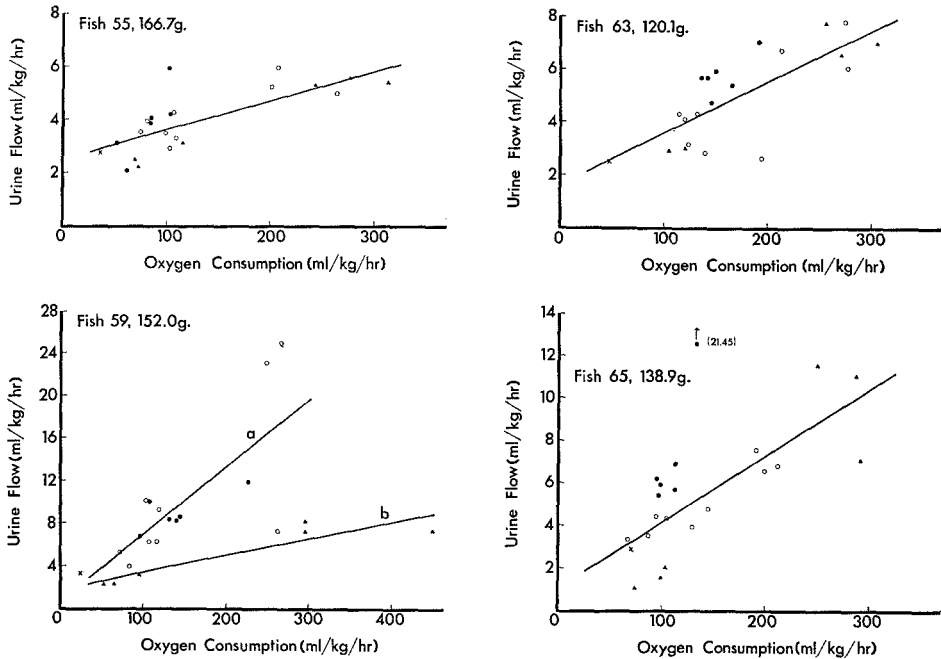 Fish 55, 166.7g.
Urine Flow (ml/kg/hr)
8
6
4
2
0 100 200 300
Oxygen Consumption (ml/kg/hr)
Fish 63, 120.1g.
Urine Flow (ml/kg/hr)
8
6
4
2
0 100 200 300
Oxygen Consumption (ml/kg/hr)
Fish 59, 152.0g.
Urine Flow (ml/kg/hr)
28
24
20
16
12
8
4
a
b
0 100 200 300 400
Oxygen Consumption (ml/kg/hr)
Fish 65, 138.9g.
Urine Flow (ml/kg/hr)
14
12
10
8
6
4
2
↑ (21.45)
0 100 200 300
Oxygen Consumption (ml/kg/hr)